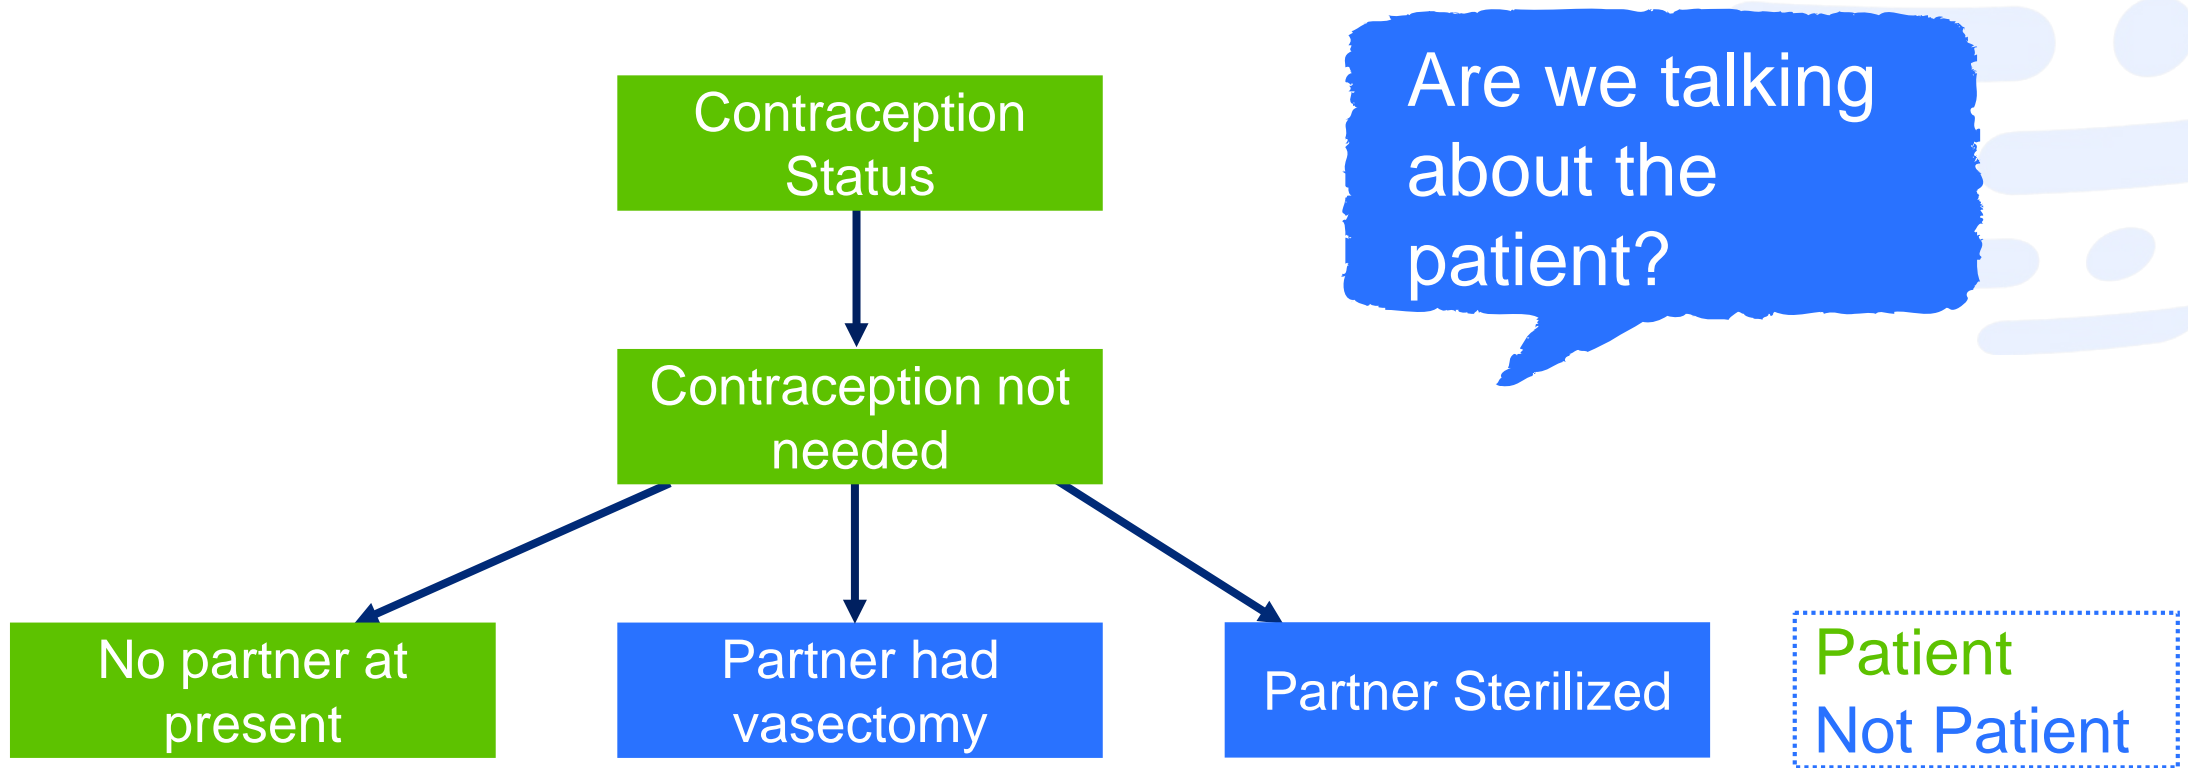 Are we talking
about the
patient?
Contraception
Status
Contraception not
needed
No partner at
present
Partner had
vasectomy
Partner Sterilized
Patient
Not Patient